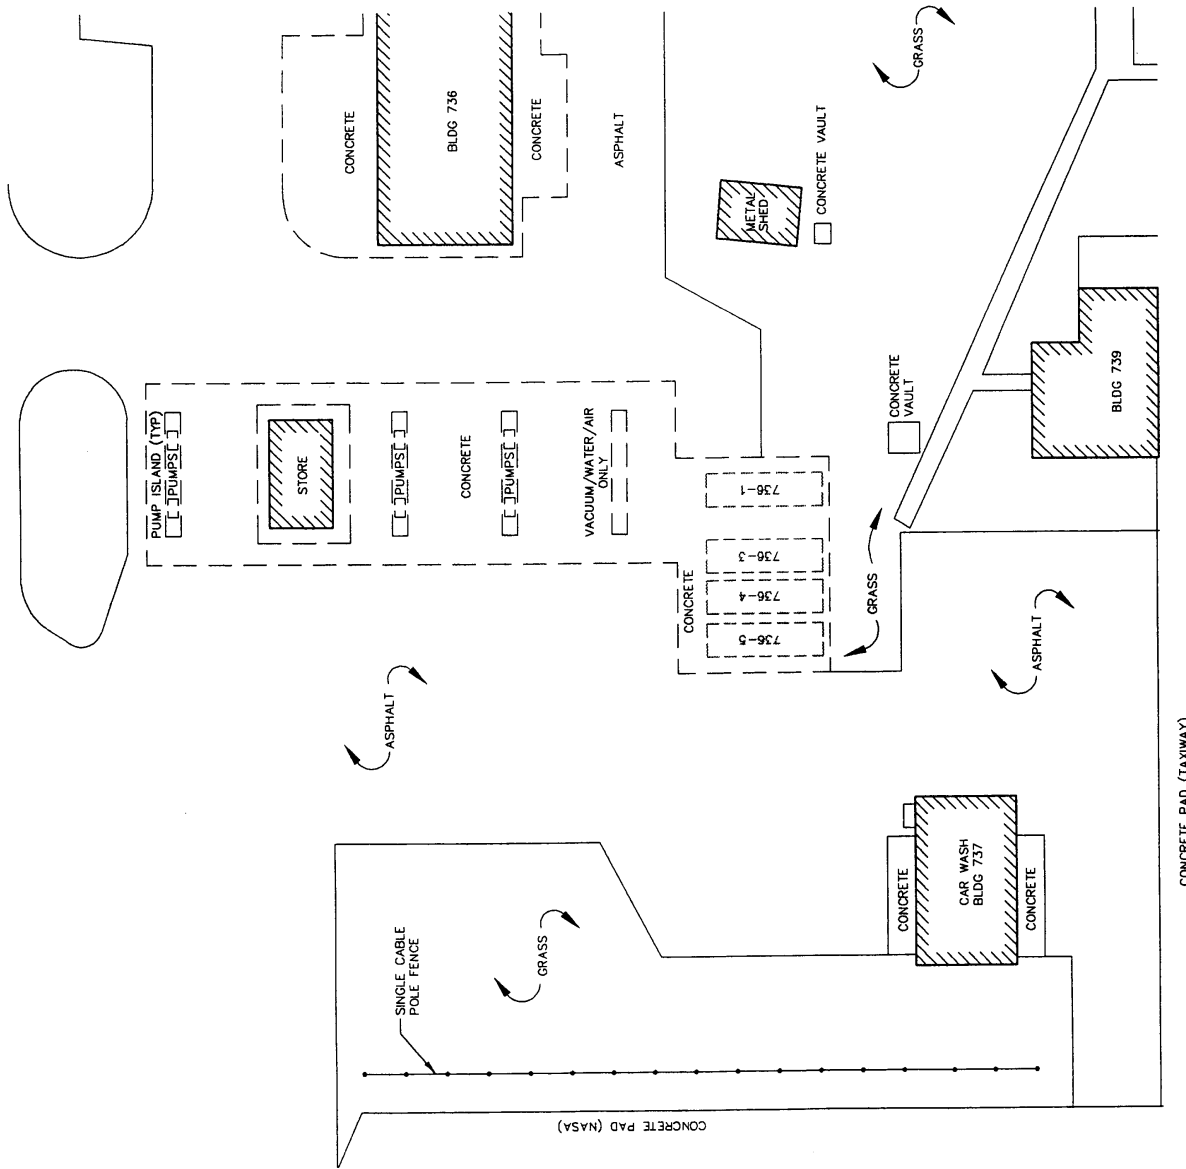 CONCRETE
BLDG 736
CONCRETE
ASPHALT
GRASS
METAL
SHED
CONCRETE VAULT
PUMP ISLAND (TYP)
PUMPS
STORE
PUMPS
CONCRETE
PUMPS
VACUUM/WATER/AIR
ONLY
736-1
736-3
736-4
736-5
CONCRETE
CONCRETE
VAULT
BLDG 739
GRASS
ASPHALT
ASPHALT
CONCRETE
CAR WASH
BLDG 737
CONCRETE
GRASS
SINGLE CABLE
POLE FENCE
CONCRETE PAD (NASA)
CONCRETE PAD (TAXIWAY)